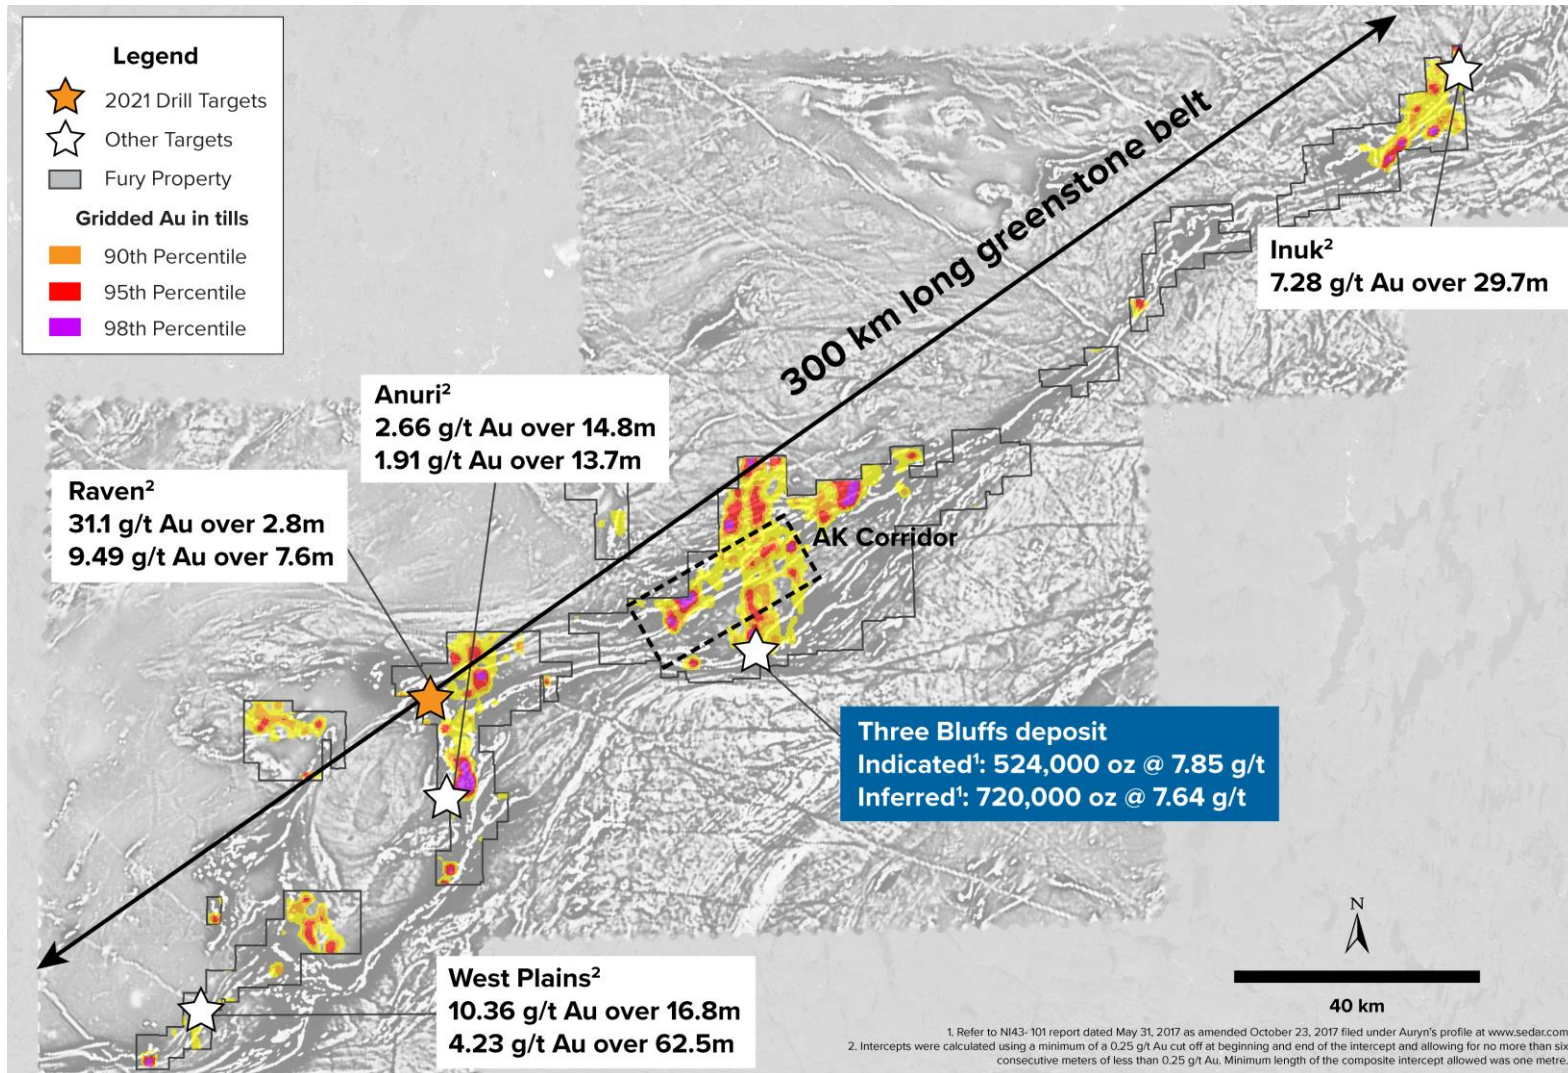 Legend
2021 Drill Targets
Other Targets
Fury Property
Gridded Au in tills
90th Percentile
95th Percentile
98th Percentile
300 km long greenstone belt
Inuk²
7.28 g/t Au over 29.7m
Anuri²
2.66 g/t Au over 14.8m
1.91 g/t Au over 13.7m
Raven²
31.1 g/t Au over 2.8m
9.49 g/t Au over 7.6m
AK Corridor
Three Bluffs deposit
Indicated¹: 524,000 oz @ 7.85 g/t
Inferred¹: 720,000 oz @ 7.64 g/t
West Plains²
10.36 g/t Au over 16.8m
4.23 g/t Au over 62.5m
N
40 km
1. Refer to NI43- 101 report dated May 31, 2017 as amended October 23, 2017 filed under Auryn's profile at www.sedar.com
2. Intercepts were calculated using a minimum of a 0.25 g/t Au cut off at beginning and end of the intercept and allowing for no more than six
consecutive meters of less than 0.25 g/t Au. Minimum length of the composite intercept allowed was one metre.